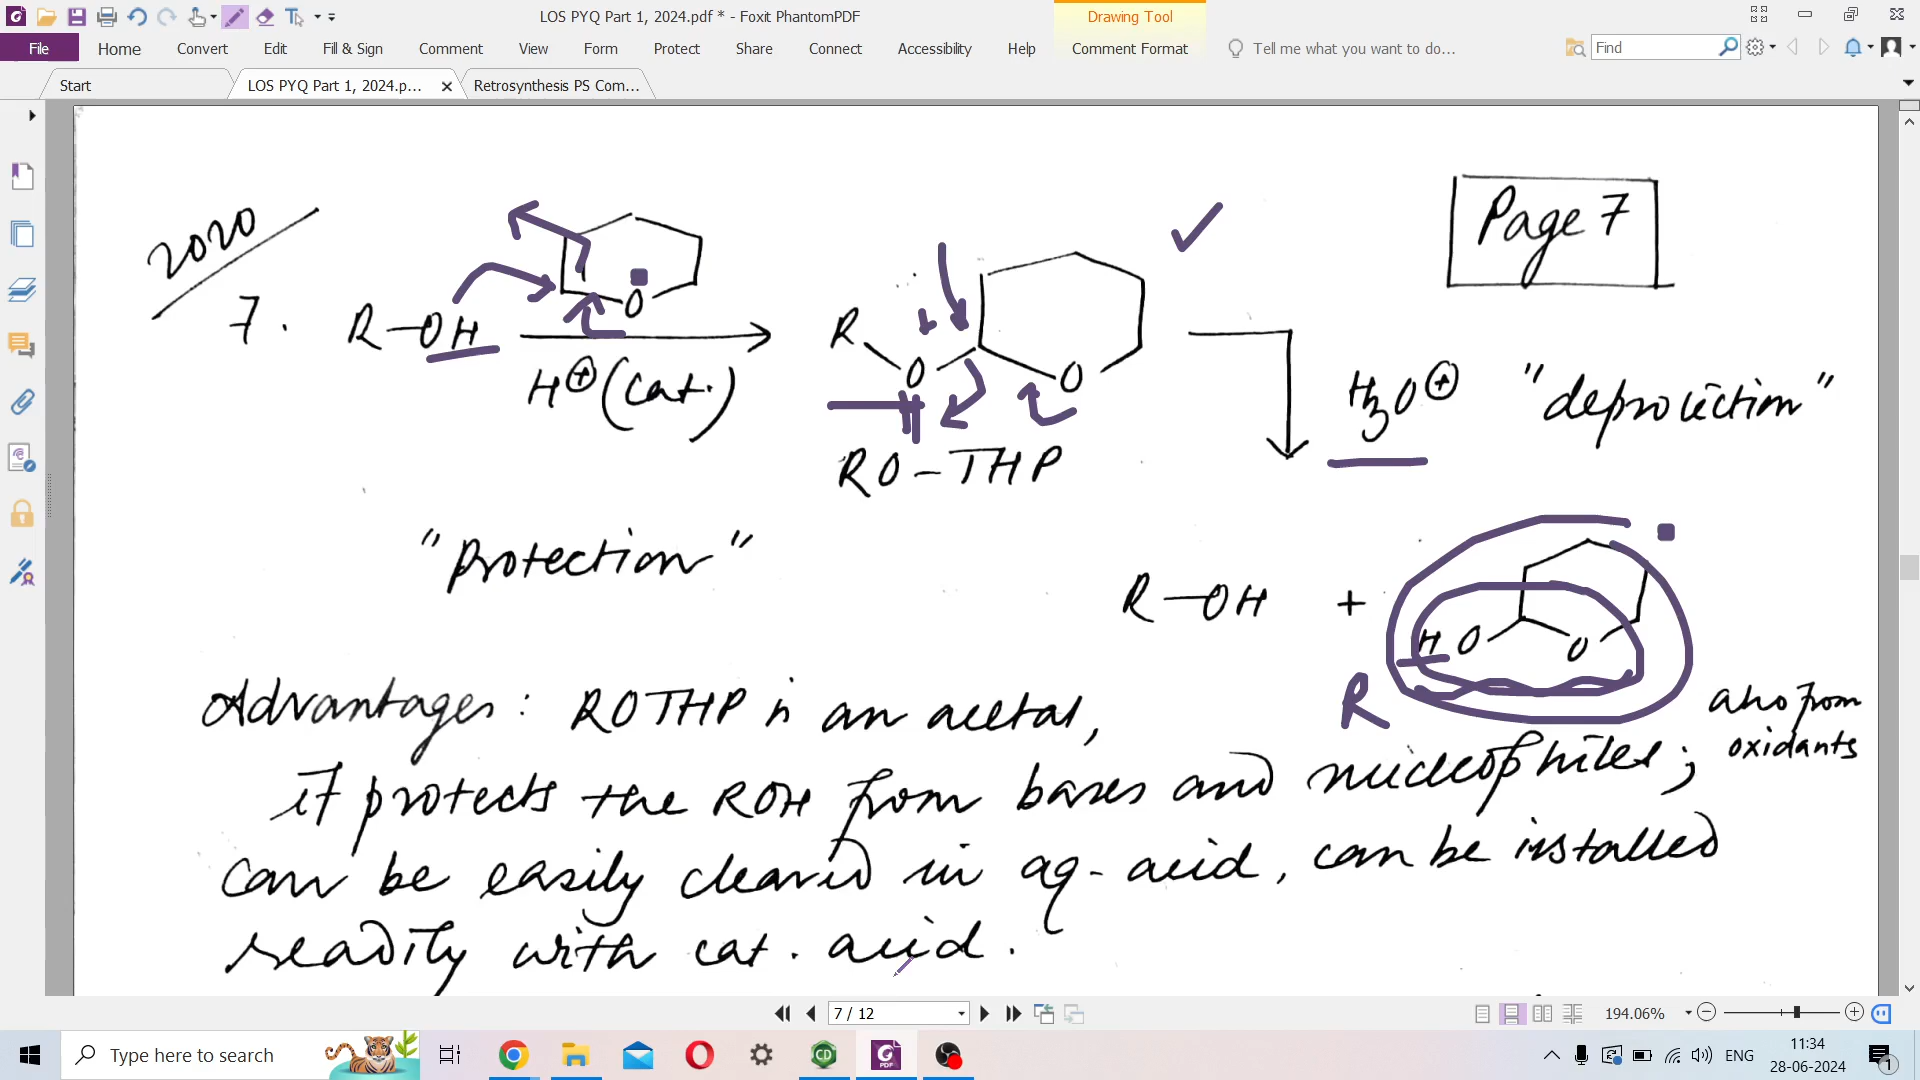 LOS PYQ Part 1, 2024.pdf * - Foxit PhantomPDF
Drawing Tool
File Home Convert Edit Fill & Sign Comment View Form Protect Share Connect Accessibility Help Comment Format Tell me what you want to do... Find
Start LOS PYQ Part 1, 2024.p... Retrosynthesis PS Com...
2020
Page 7
7. R-OH
O
H⊕ (cat.)
R
O
O
RO-THP
H3O⊕ "deprotection"
"protection"
R-OH + HO O
R
Advantages: ROTHP is an acetal,
also from
oxidants
it protects the ROH from bases and nucleophiles;
can be easily cleaved in aq. acid, can be installed
readily with cat. acid.
7 / 12
194.06%
Type here to search
ENG
11:34
28-06-2024
1